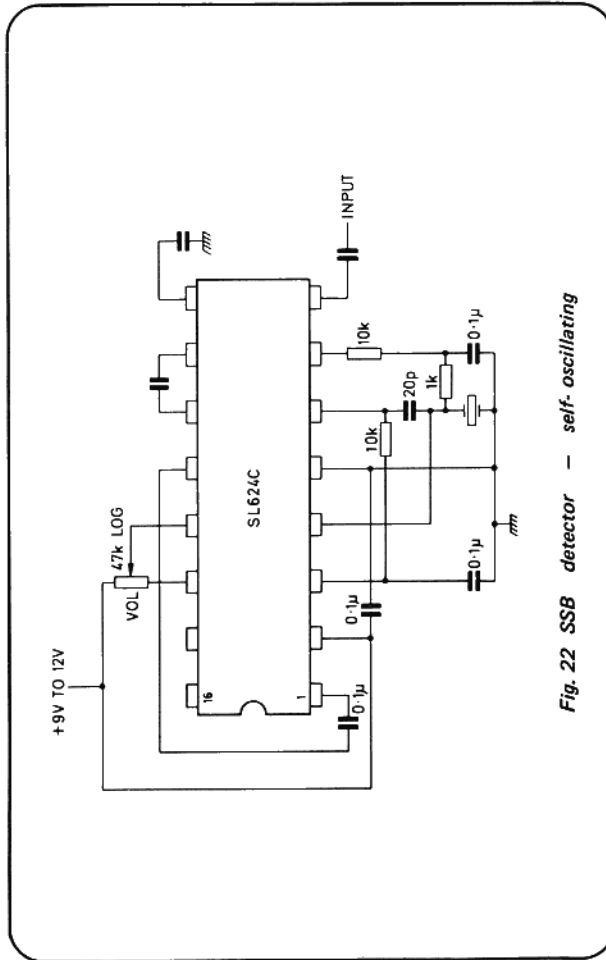 +9V TO 12V
47k LOG
VOL
16
SL624C
1
0·1µ
0·1µ
0·1µ
10k
20p
1k
10k
0·1µ
INPUT
Fig. 22 SSB detector — self-oscillating